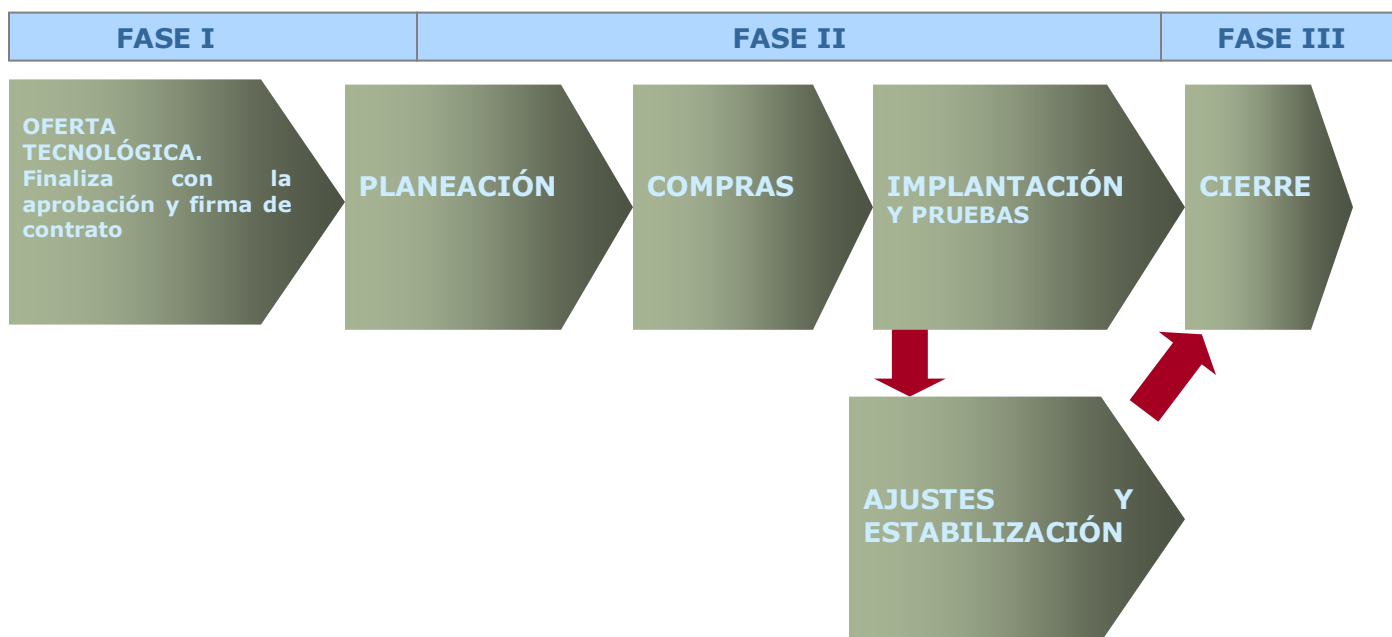 FASE I
FASE II
FASE III
OFERTA
TECNOLÓGICA.
Finaliza con la
aprobación y firma de
contrato
PLANEACIÓN
COMPRAS
IMPLANTACIÓN
Y PRUEBAS
CIERRE
AJUSTES Y
ESTABILIZACIÓN